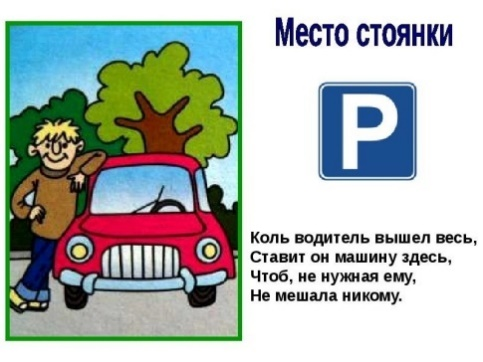 Место стоянки
P
Коль водитель вышел весь,
Ставит он машину здесь,
Чтоб, не нужная ему,
Не мешала никому.